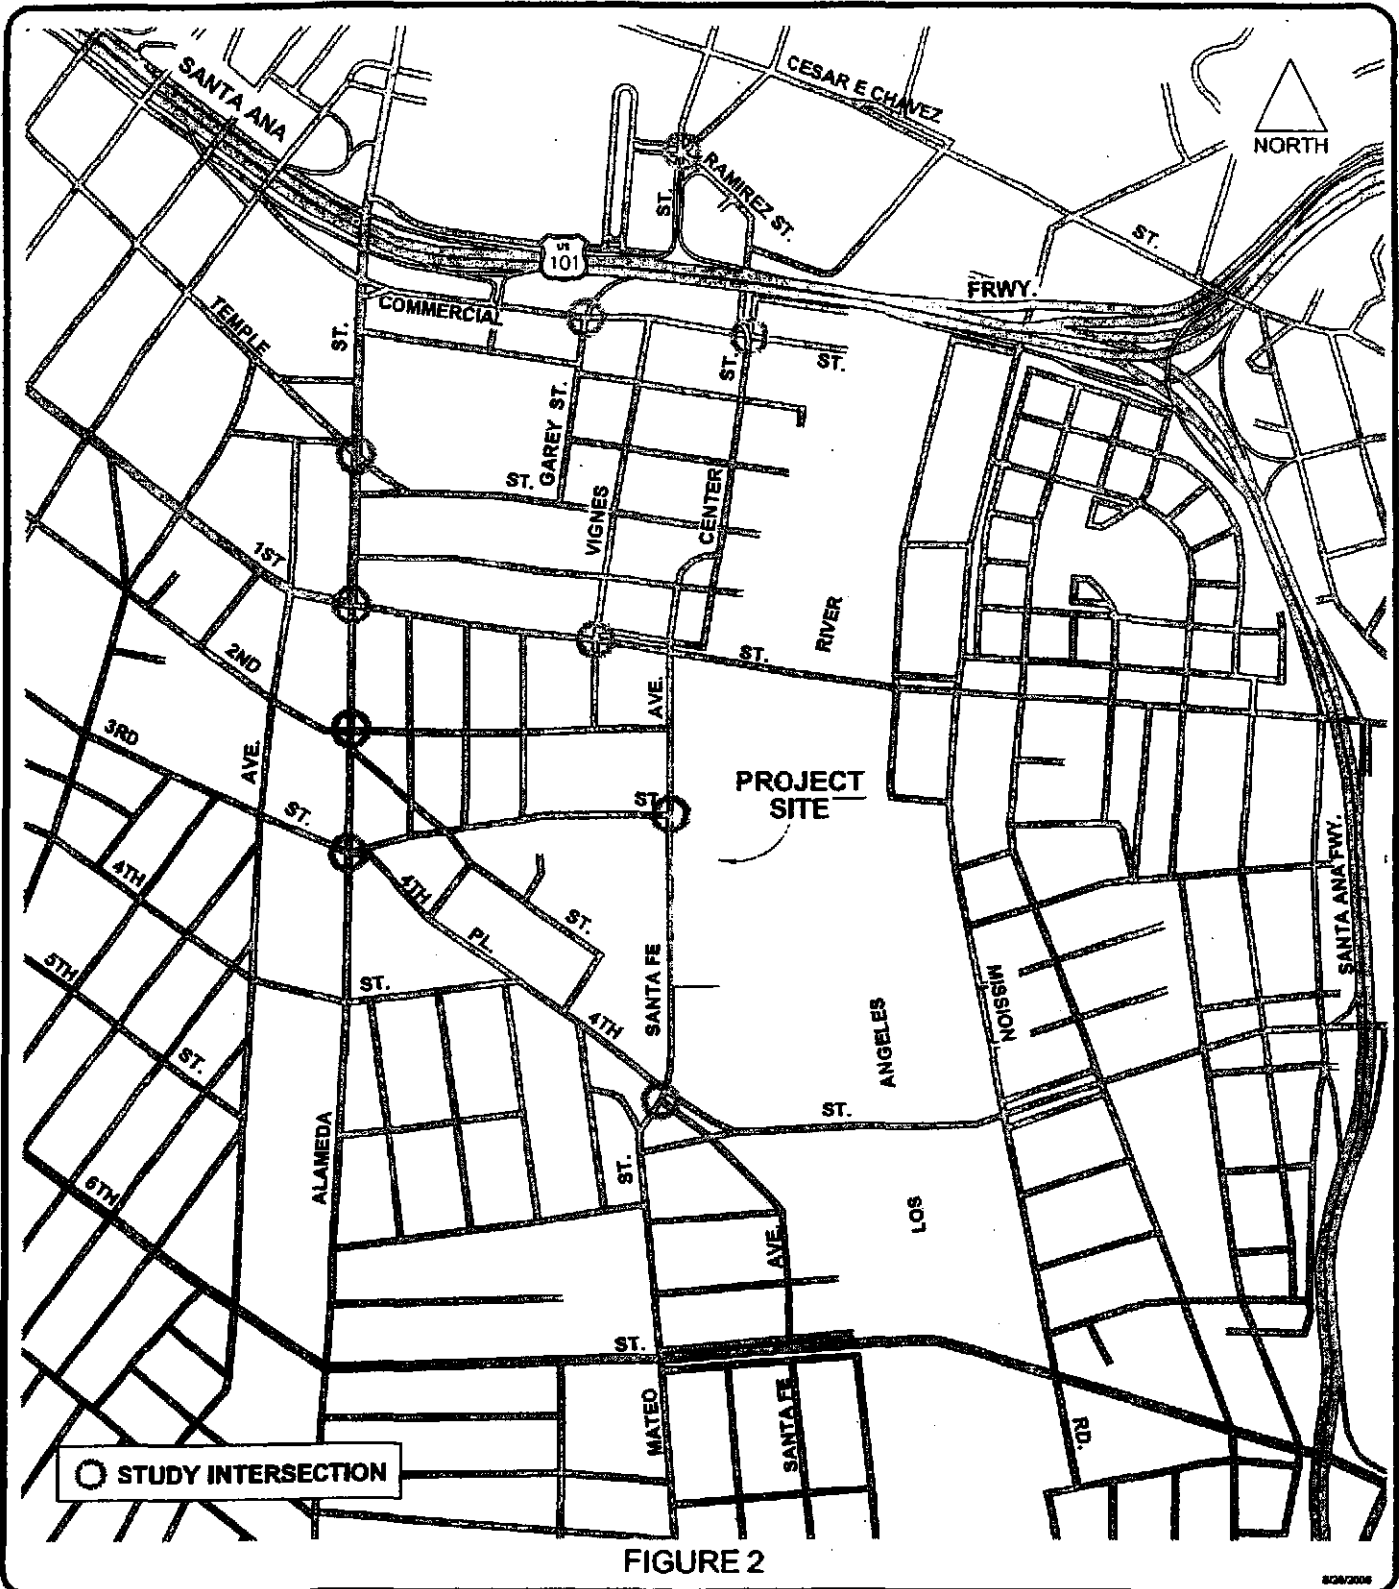 SANTA ANA
CESAR E CHAVEZ
NORTH
RAMIREZ ST.
ST.
ST.
US
101
FRWY.
COMMERCIAL
TEMPLE
ST.
ST.
ST.
GAREY ST.
ST.
VIGNES
CENTER
1ST
RIVER
2ND
ST.
AVE.
3RD
AVE.
PROJECT
SITE
ST.
ST.
SANTA ANA FWY.
4TH
4TH
ST.
PL.
5TH
ST.
SANTA FE
MISSION
4TH
ANGELES
ST.
ST.
ALAMEDA
ST.
6TH
LOS
AVE.
ST.
MATEO
SANTA FE
RD.
STUDY INTERSECTION
FIGURE 2